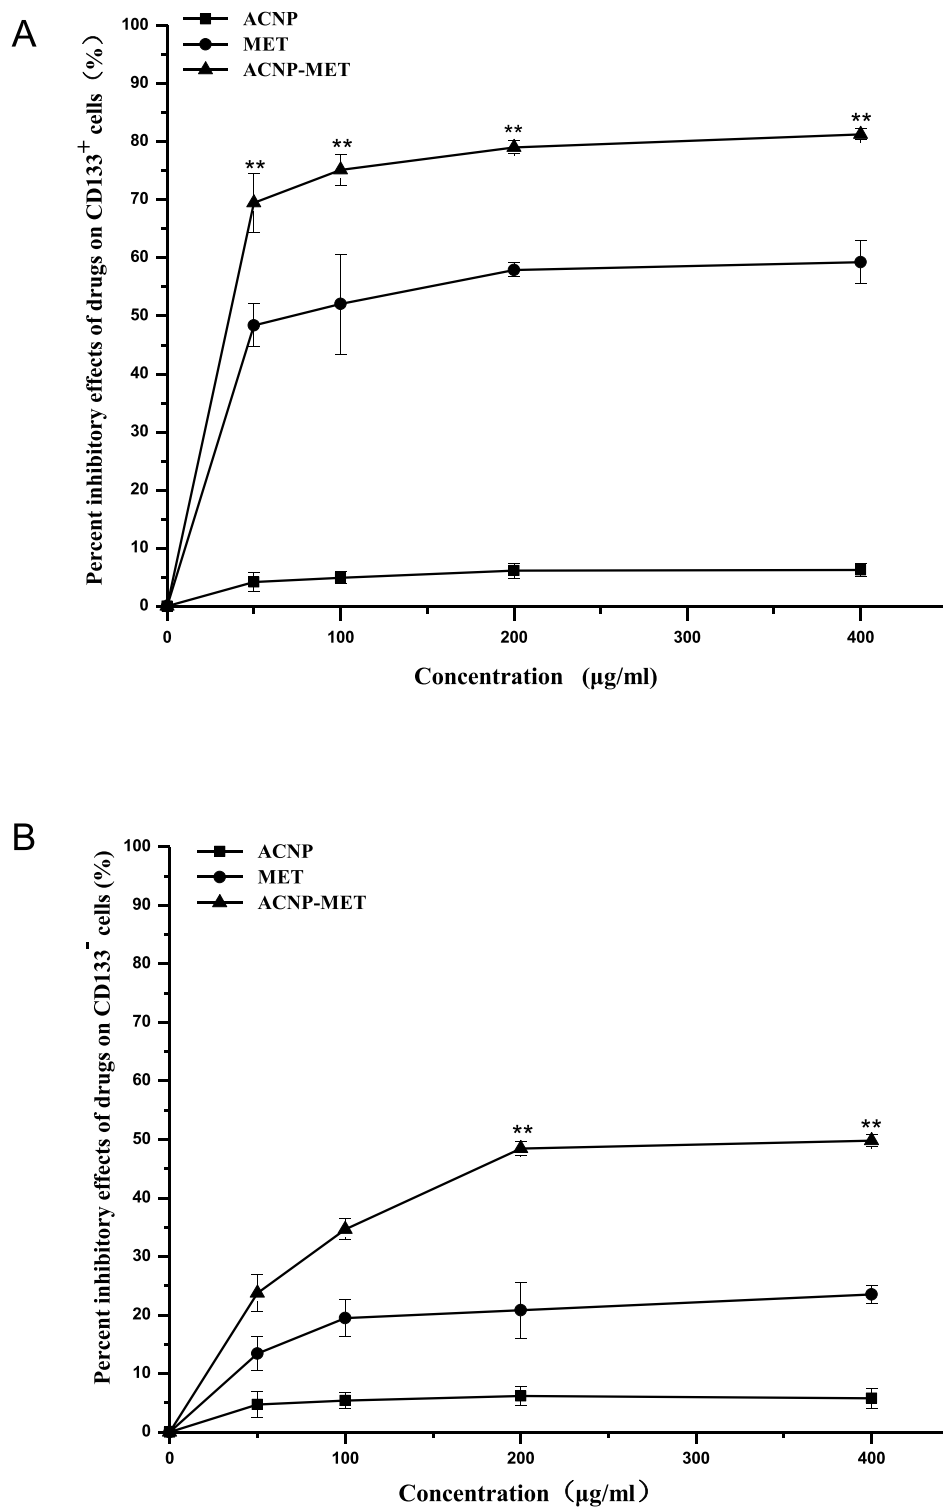 A
ACNP
MET
ACNP-MET
Percent inhibitory effects of drugs on CD133+ cells (%)
100
90
80
70
60
50
40
30
20
10
0
**
**
**
**
0 100 200 300 400
Concentration (μg/ml)
B
ACNP
MET
ACNP-MET
Percent inhibitory effects of drugs on CD133- cells (%)
100
90
80
70
60
50
40
30
20
10
0
**
**
0 100 200 300 400
Concentration (μg/ml)